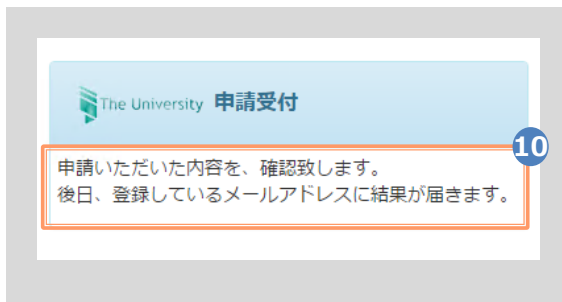 The University 申請受付
10
申請いただいた内容を、確認致します。
後日、登録しているメールアドレスに結果が届きます。